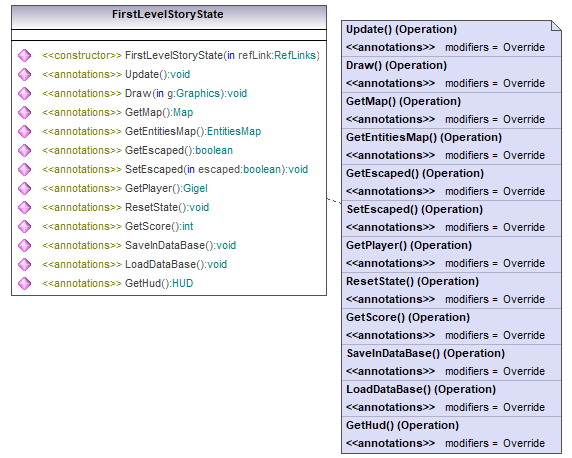 FirstLevelStoryState
<<constructor>> FirstLevelStoryState(in refLink:RefLinks)
<<annotations>> Update():void
<<annotations>> Draw(in g:Graphics):void
<<annotations>> GetMap():Map
<<annotations>> GetEntitiesMap():EntitiesMap
<<annotations>> GetEscaped():boolean
<<annotations>> SetEscaped(in escaped:boolean):void
<<annotations>> GetPlayer():Gigel
<<annotations>> ResetState():void
<<annotations>> GetScore():int
<<annotations>> SaveInDataBase():void
<<annotations>> LoadDataBase():void
<<annotations>> GetHud():HUD
Update() (Operation)
<<annotations>> modifiers = Override
Draw() (Operation)
<<annotations>> modifiers = Override
GetMap() (Operation)
<<annotations>> modifiers = Override
GetEntitiesMap() (Operation)
<<annotations>> modifiers = Override
GetEscaped() (Operation)
<<annotations>> modifiers = Override
SetEscaped() (Operation)
<<annotations>> modifiers = Override
GetPlayer() (Operation)
<<annotations>> modifiers = Override
ResetState() (Operation)
<<annotations>> modifiers = Override
GetScore() (Operation)
<<annotations>> modifiers = Override
SaveInDataBase() (Operation)
<<annotations>> modifiers = Override
LoadDataBase() (Operation)
<<annotations>> modifiers = Override
GetHud() (Operation)
<<annotations>> modifiers = Override